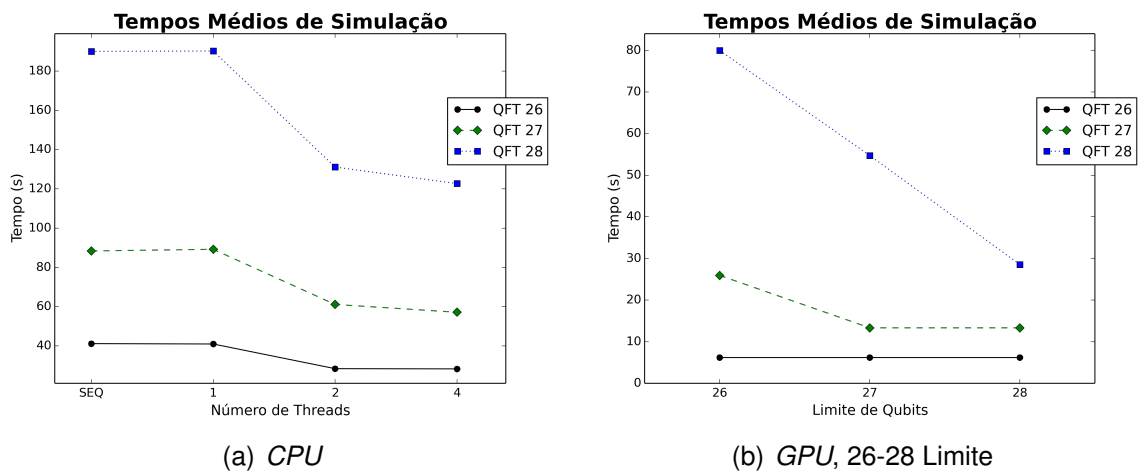 Tempos Médios de Simulação
180
160
140
120
100
80
60
40
Tempo (s)
SEQ 1 2 4
Número de Threads
QFT 26
QFT 27
QFT 28
(a) CPU
Tempos Médios de Simulação
80
70
60
50
40
30
20
10
0
Tempo (s)
26 27 28
Limite de Qubits
QFT 26
QFT 27
QFT 28
(b) GPU, 26-28 Limite